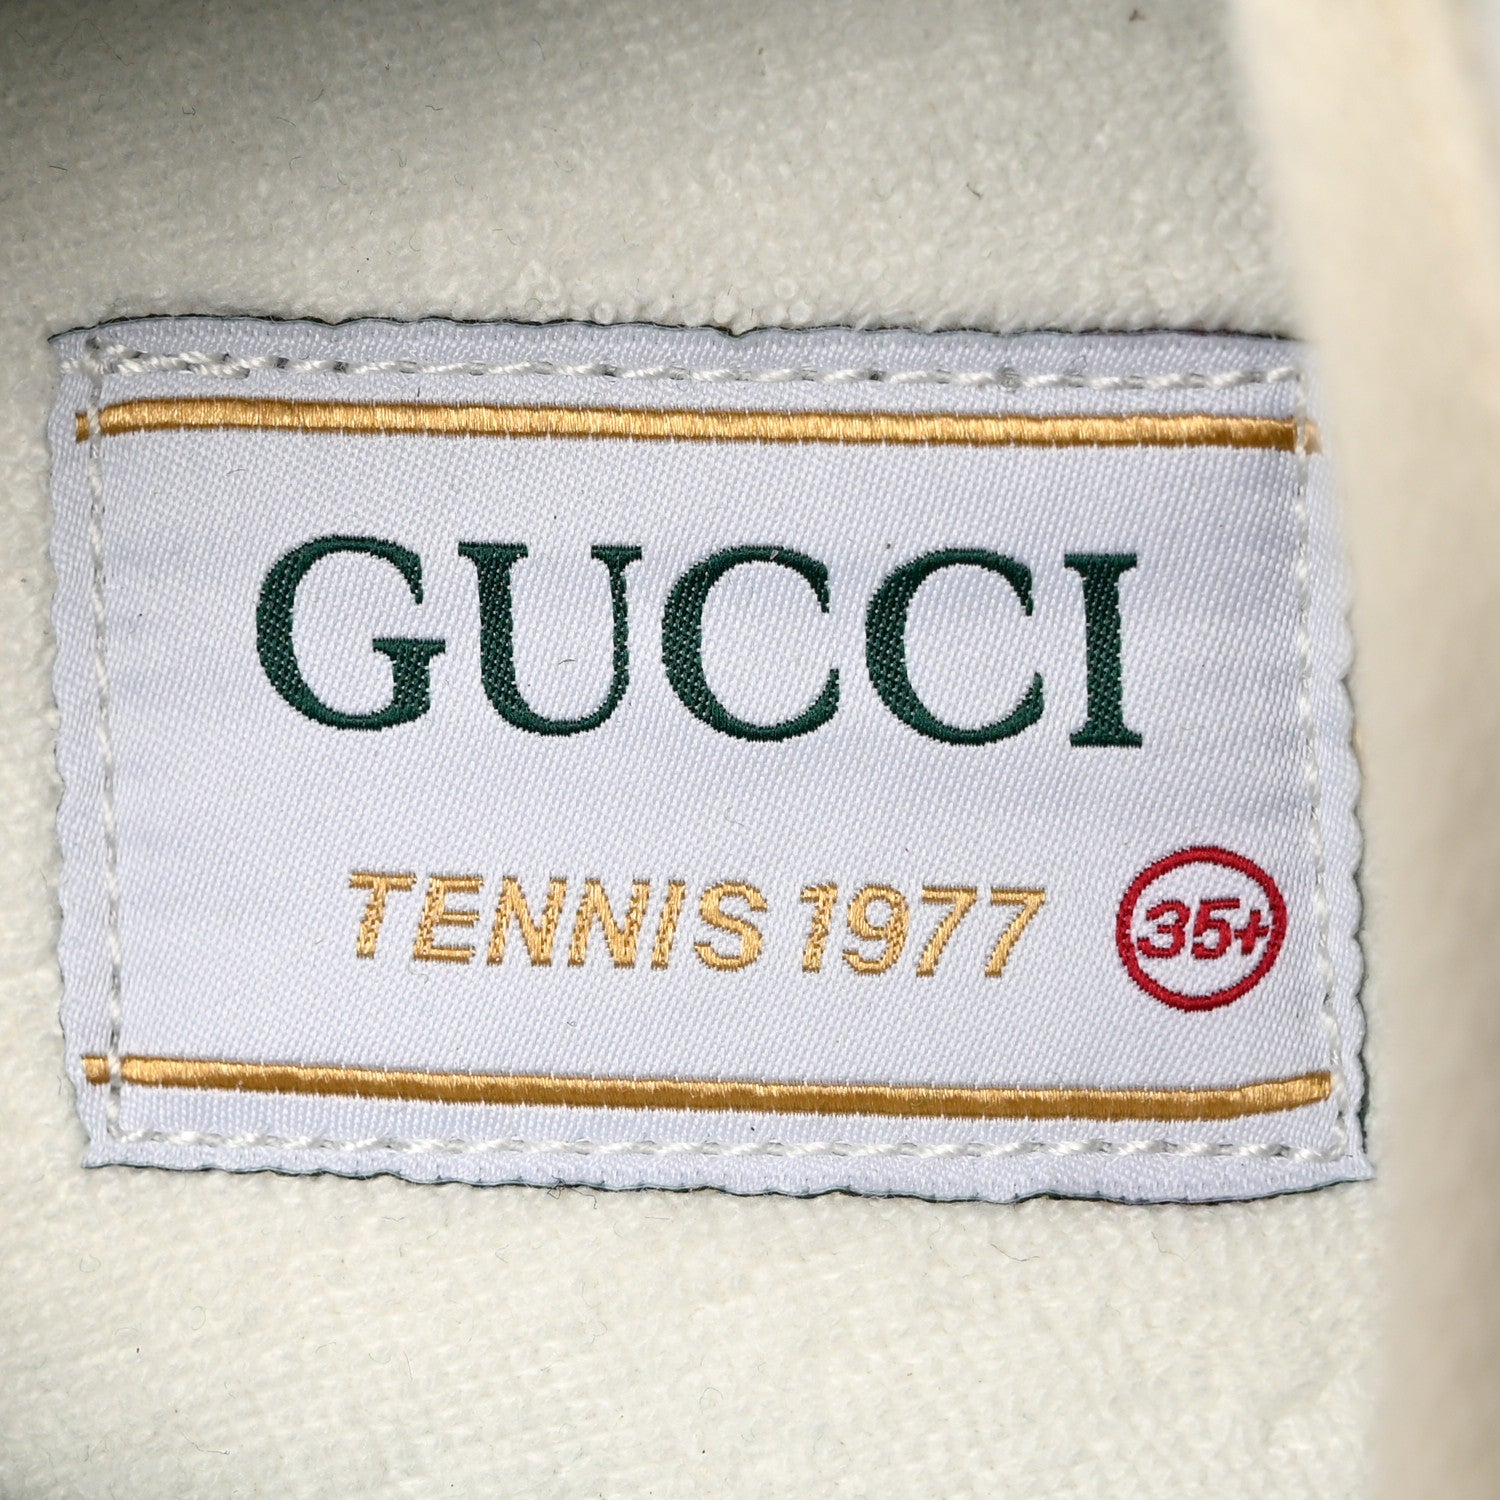 GUCCI
TENNIS 1977
35+